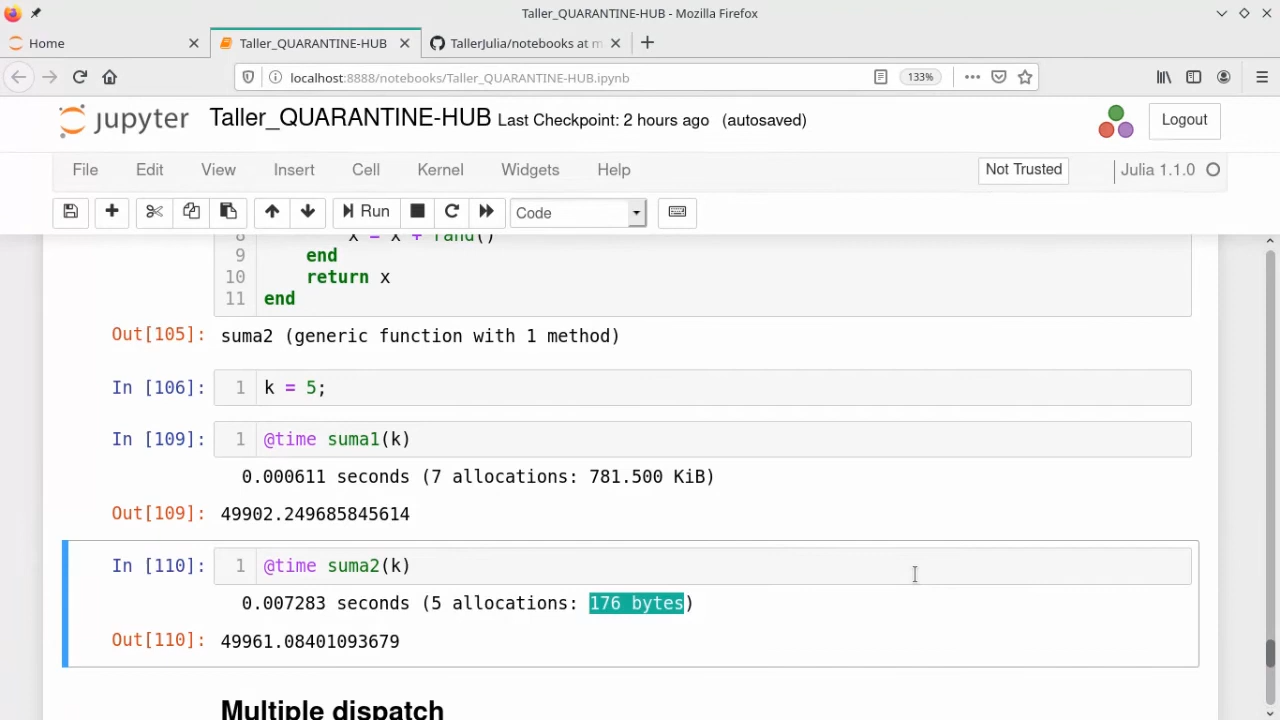 Taller_QUARANTINE-HUB - Mozilla Firefox
Home
Taller_QUARANTINE-HUB
TallerJulia/notebooks at m
localhost:8888/notebooks/Taller_QUARANTINE-HUB.ipynb
133%
jupyter
Taller_QUARANTINE-HUB Last Checkpoint: 2 hours ago (autosaved)
Logout
File Edit View Insert Cell Kernel Widgets Help
Not Trusted
Julia 1.1.0
Run
Code
8 x = x + rand()
9 end
10 return x
11 end
Out[105]: suma2 (generic function with 1 method)
In [106]: 1 k = 5;
In [109]: 1 @time suma1(k)
0.000611 seconds (7 allocations: 781.500 KiB)
Out[109]: 49902.249685845614
In [110]: 1 @time suma2(k)
0.007283 seconds (5 allocations: 176 bytes)
Out[110]: 49961.08401093679
Multiple dispatch